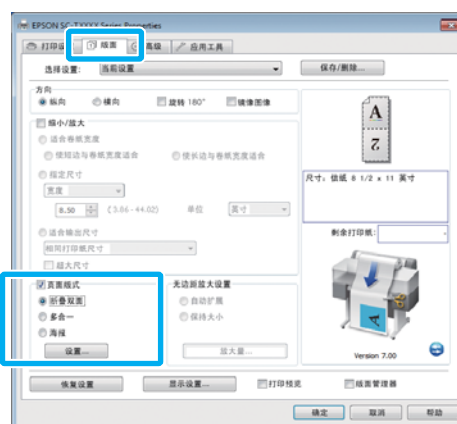 EPSON SC-TXXXX Series Properties
打印设 版面 高级 应用工具
选择设置: 当前设置 保存/删除...
方向
纵向 横向 旋转 180° 镜像图像
缩小/放大
适合卷纸宽度
使短边与卷纸宽度适合 使长边与卷纸宽度适合
指定尺寸
宽度
8.50 (3.86-44.02) 单位 英寸
适合输出尺寸
相同打印纸尺寸
超大尺寸
页面版式
折叠双面
多合一
海报
设置...
无边距放大设置
自动扩展
保持大小
放大量...
A
2
尺寸: 信纸 8 1/2 x 11 英寸
剩余打印纸:
A
Version 7.00
恢复设置 显示设置... 打印预览 版面管理器
确定 取消 帮助